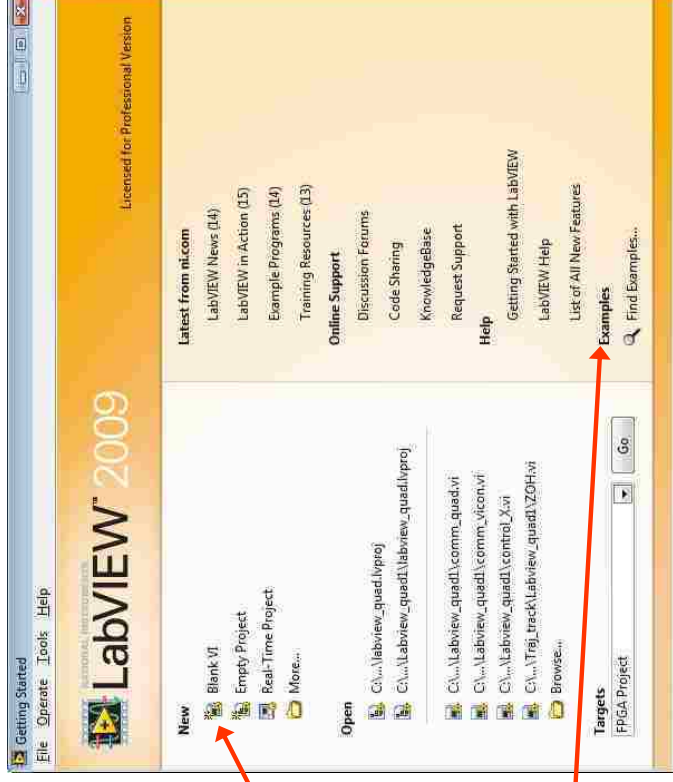 Getting Started
File Operate Tools Help
NATIONAL INSTRUMENTS
LabVIEW™ 2009
Licensed for Professional Version
New
Blank VI
Empty Project
Real-Time Project
More...
Open
C:\...\labview_quad.lvproj
C:\...\Labview_quad1\labview_quad.lvproj
C:\...\Labview_quad1\comm_quad.vi
C:\...\Labview_quad1\comm_vicon.vi
C:\...\Labview_quad1\control_X.vi
C:\...\Traj_track\Labview_quad1\ZOH.vi
Browse...
Targets
FPGA Project
Go
Latest from ni.com
LabVIEW News (14)
LabVIEW in Action (15)
Example Programs (14)
Training Resources (13)
Online Support
Discussion Forums
Code Sharing
KnowledgeBase
Request Support
Help
Getting Started with LabVIEW
LabVIEW Help
List of All New Features
Examples
Find Examples...